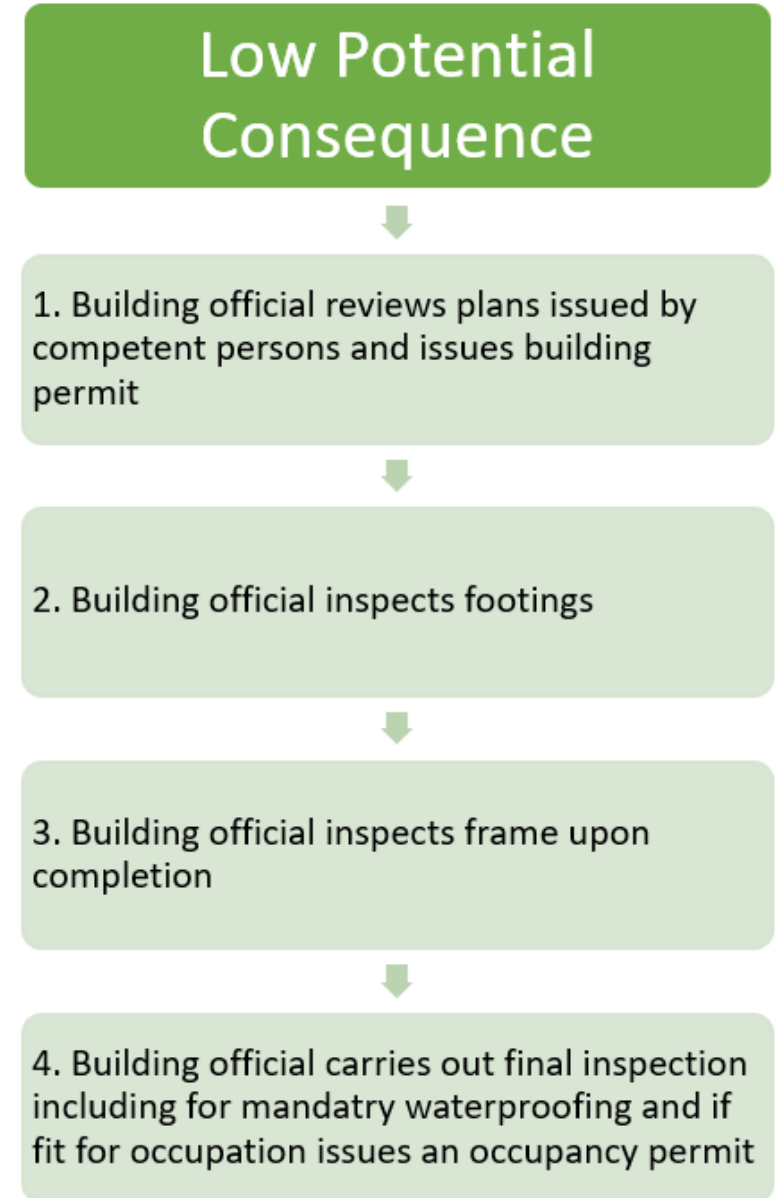 Low Potential
Consequence
1. Building official reviews plans issued by
competent persons and issues building
permit
2. Building official inspects footings
3. Building official inspects frame upon
completion
4. Building official carries out final inspection
including for mandatry waterproofing and if
fit for occupation issues an occupancy permit